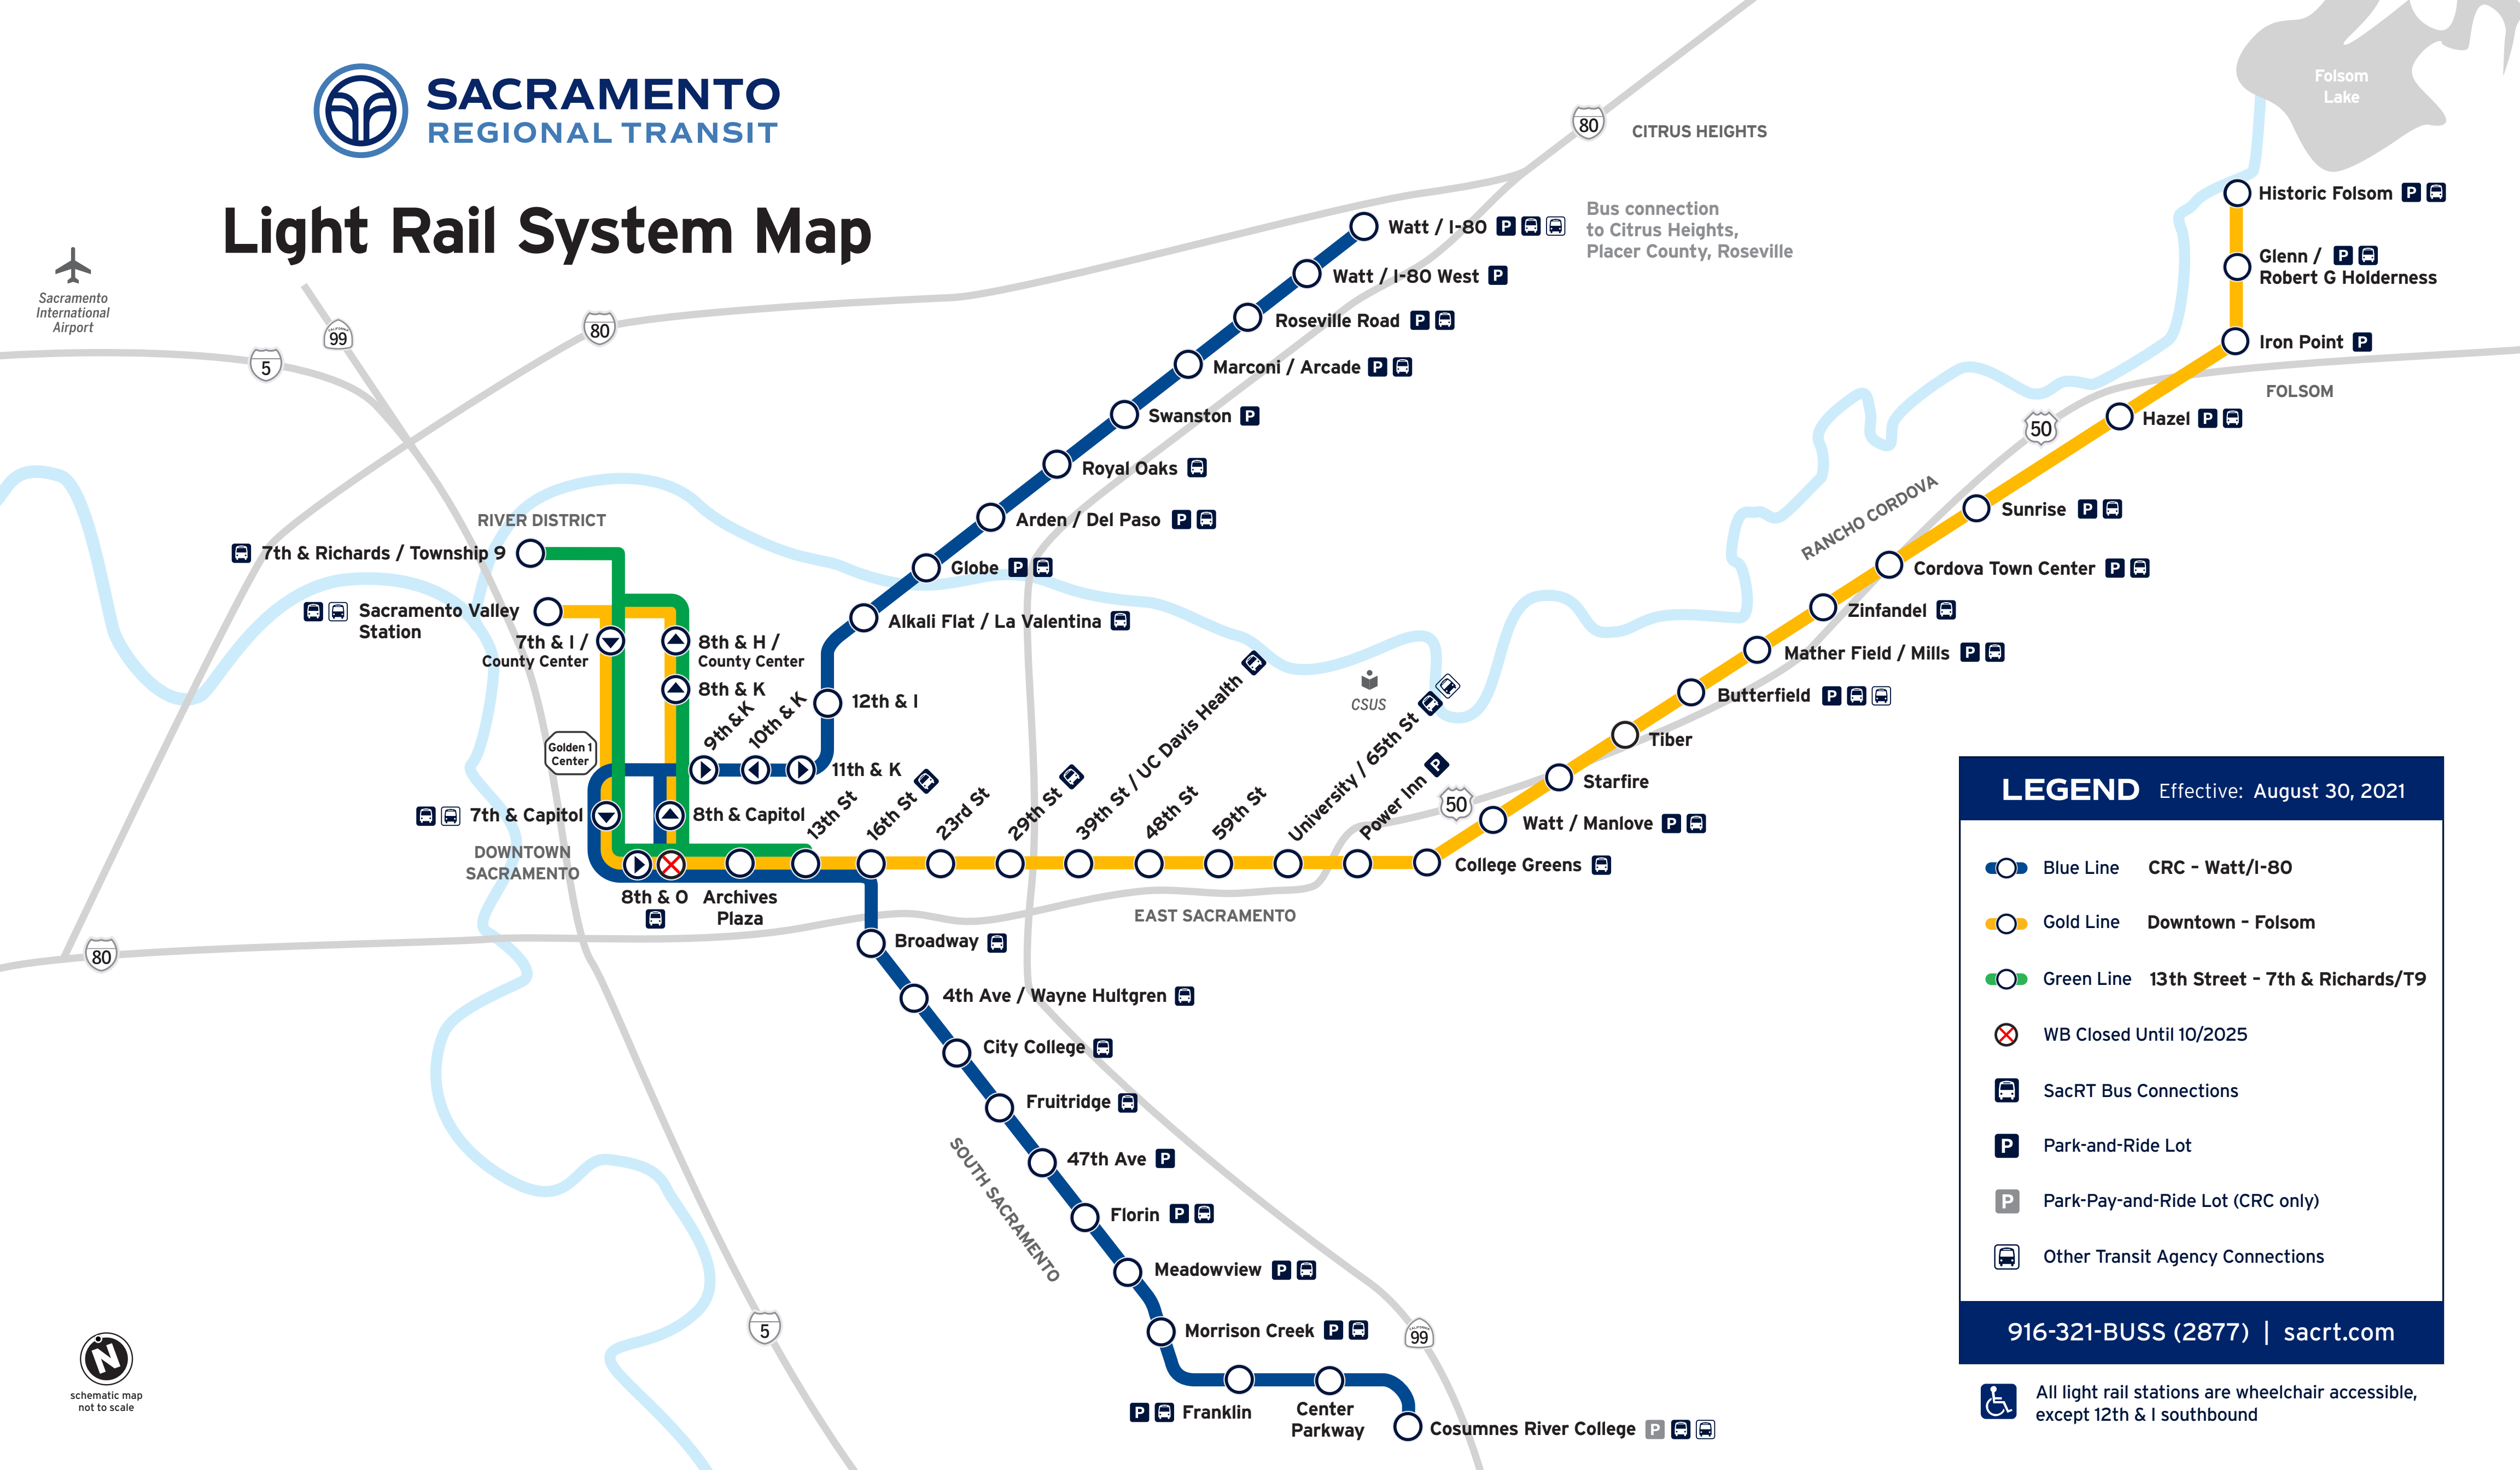 SACRAMENTO
REGIONAL TRANSIT
Light Rail System Map
Folsom
Lake
80
CITRUS HEIGHTS
Bus connection
to Citrus Heights,
Placer County, Roseville
Sacramento
International
Airport
CALIFORNIA
99
5
80
Watt / I-80 P
Watt / I-80 West P
Roseville Road P
Marconi / Arcade P
Swanston P
Royal Oaks
Arden / Del Paso P
Globe P
Alkali Flat / La Valentina
12th & I
Historic Folsom P
Glenn / P
Robert G Holderness
Iron Point P
FOLSOM
50
Hazel P
Sunrise P
RANCHO CORDOVA
Cordova Town Center P
Zinfandel
Mather Field / Mills P
Butterfield P
Tiber
Starfire
50
Watt / Manlove P
College Greens
RIVER DISTRICT
7th & Richards / Township 9
Sacramento Valley
Station
7th & I /
County Center
8th & H /
County Center
8th & K
9th & K
10th & K
11th & K
Golden 1
Center
7th & Capitol
8th & Capitol
DOWNTOWN
SACRAMENTO
8th & O
Archives
Plaza
13th St
16th St
23rd St
29th St
39th St / UC Davis Health
48th St
59th St
University / 65th St
Power Inn P
CSUS
EAST SACRAMENTO
80
Broadway
4th Ave / Wayne Hultgren
City College
Fruitridge
47th Ave P
SOUTH SACRAMENTO
Florin P
Meadowview P
Morrison Creek P
P Franklin
Center
Parkway
Cosumnes River College P
5
CALIFORNIA
99
N
schematic map
not to scale
LEGEND Effective: August 30, 2021
Blue Line CRC - Watt/I-80
Gold Line Downtown - Folsom
Green Line 13th Street - 7th & Richards/T9
WB Closed Until 10/2025
SacRT Bus Connections
P Park-and-Ride Lot
P Park-Pay-and-Ride Lot (CRC only)
Other Transit Agency Connections
916-321-BUSS (2877) | sacrt.com
All light rail stations are wheelchair accessible,
except 12th & I southbound